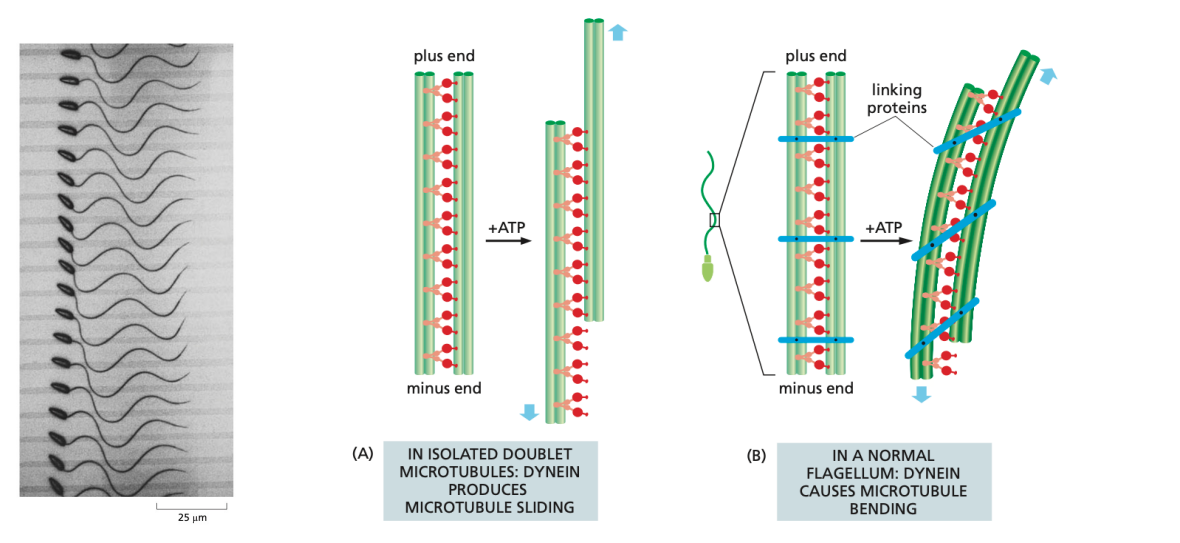 25 μm
plus end
+ATP
minus end
(A)
IN ISOLATED DOUBLET
MICROTUBULES: DYNEIN
PRODUCES
MICROTUBULE SLIDING
plus end
linking
proteins
+ATP
minus end
(B)
IN A NORMAL
FLAGELLUM: DYNEIN
CAUSES MICROTUBULE
BENDING